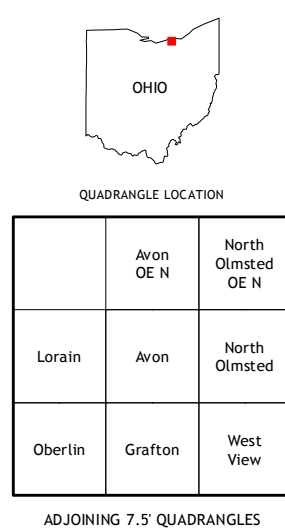 OHIO
QUADRANGLE LOCATION
Avon
OE N
North
Olmsted
OE N
Lorain
Avon
North
Olmsted
Oberlin
Grafton
West
View
ADJOINING 7.5' QUADRANGLES